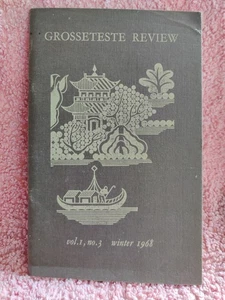 GROSSETESTE REVIEW
vol.1, no.3 winter 1968